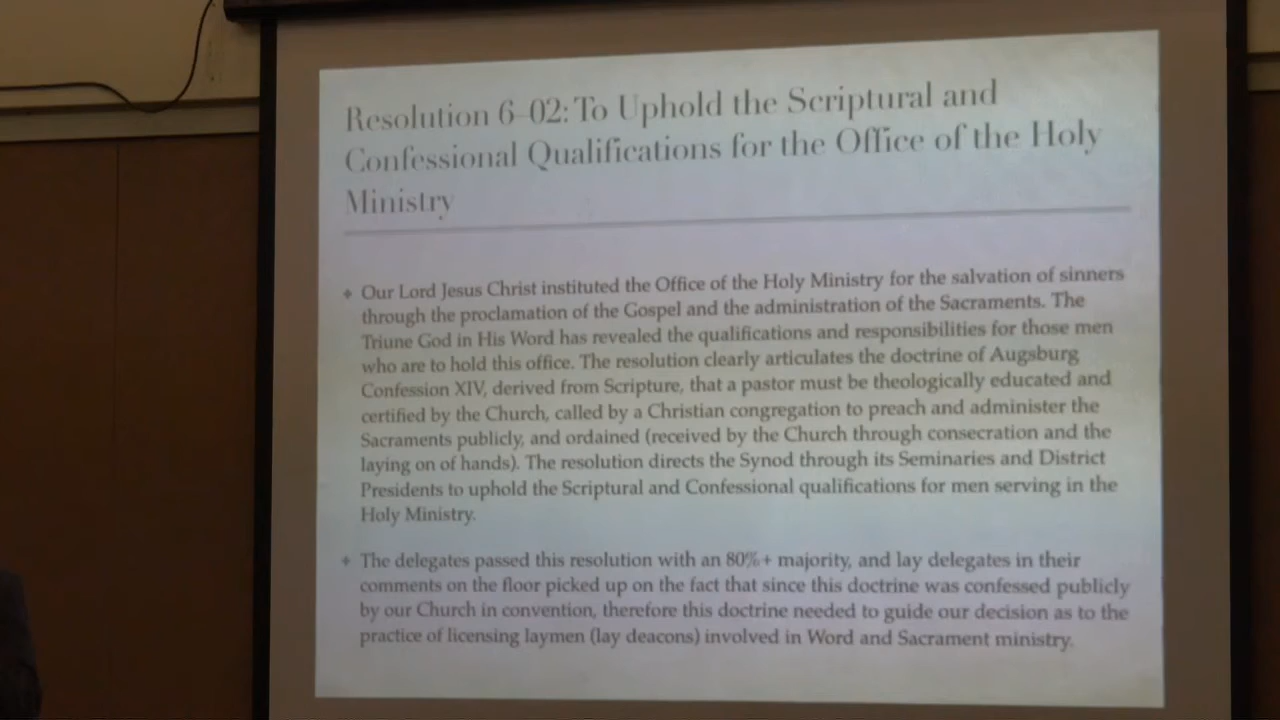 Resolution 6-02: To Uphold the Scriptural and
Confessional Qualifications for the Office of the Holy
Ministry
Our Lord Jesus Christ instituted the Office of the Holy Ministry for the salvation of sinners
through the proclamation of the Gospel and the administration of the Sacraments. The
Triune God in His Word has revealed the qualifications and responsibilities for those men
who are to hold this office. The resolution clearly articulates the doctrine of Augsburg
Confession XIV, derived from Scripture, that a pastor must be theologically educated and
certified by the Church, called by a Christian congregation to preach and administer the
Sacraments publicly, and ordained (received by the Church through consecration and the
laying on of hands). The resolution directs the Synod through its Seminaries and District
Presidents to uphold the Scriptural and Confessional qualifications for men serving in the
Holy Ministry.
The delegates passed this resolution with an 80%+ majority, and lay delegates in their
comments on the floor picked up on the fact that since this doctrine was confessed publicly
by our Church in convention, therefore this doctrine needed to guide our decision as to the
practice of licensing laymen (lay deacons) involved in Word and Sacrament ministry.